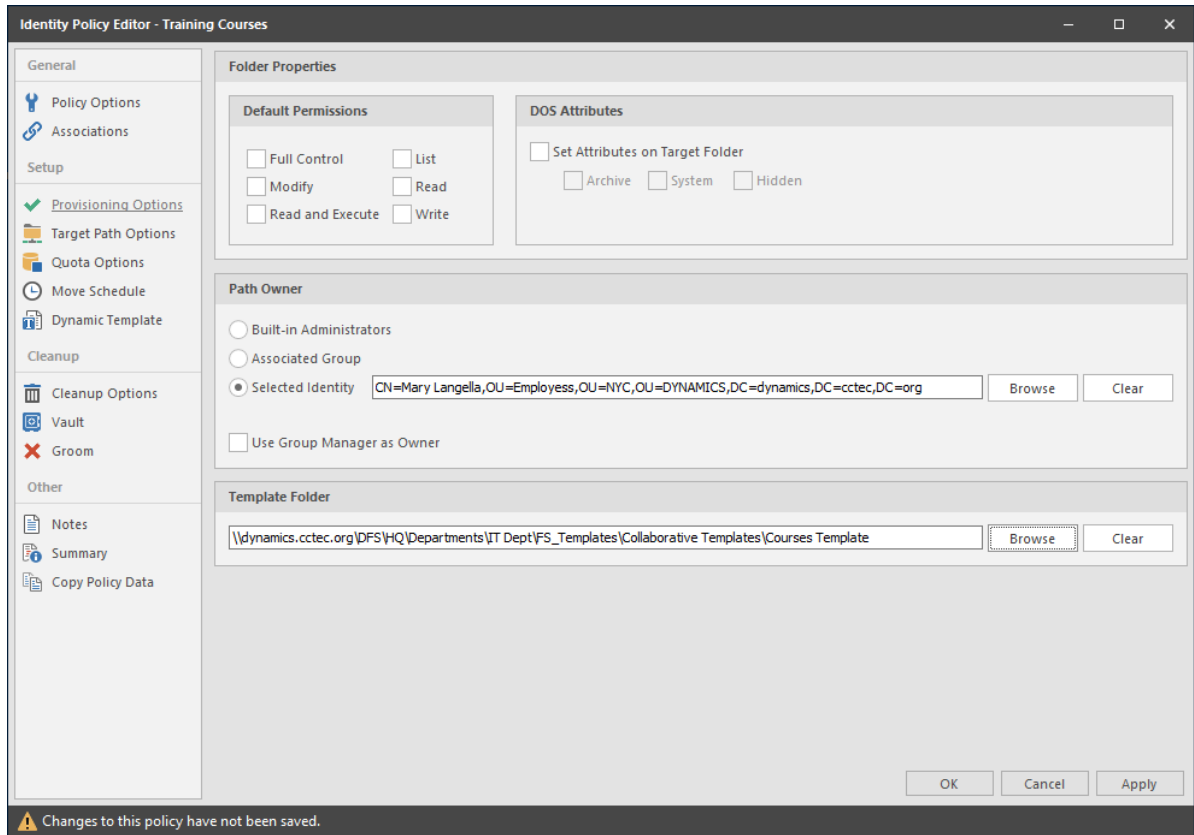 Identity Policy Editor - Training Courses
General
Policy Options
Associations
Setup
Provisioning Options
Target Path Options
Quota Options
Move Schedule
Dynamic Template
Cleanup
Cleanup Options
Vault
Groom
Other
Notes
Summary
Copy Policy Data
Folder Properties
Default Permissions
Full Control List
Modify Read
Read and Execute Write
DOS Attributes
Set Attributes on Target Folder
Archive System Hidden
Path Owner
Built-in Administrators
Associated Group
Selected Identity CN=Mary Langella,OU=Employess,OU=NYC,OU=DYNAMICS,DC=dynamics,DC=cctec,DC=org Browse Clear
Use Group Manager as Owner
Template Folder
\\dynamics.cctec.org\DFS\HQ\Departments\IT Dept\FS_Templates\Collaborative Templates\Courses Template Browse Clear
OK Cancel Apply
Changes to this policy have not been saved.